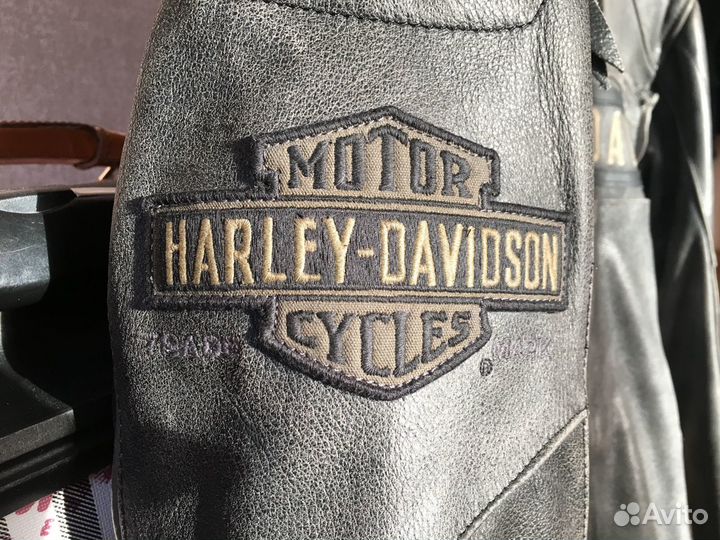 MOTOR
HARLEY-DAVIDSON
CYCLES
TRADE MARK
®
Avito